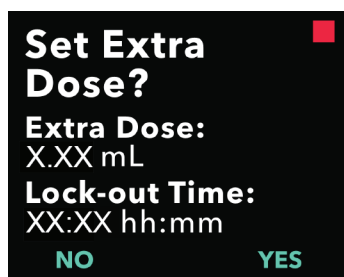 Set Extra
Dose?
Extra Dose:
X.XX mL
Lock-out Time:
XX:XX hh:mm
NO YES